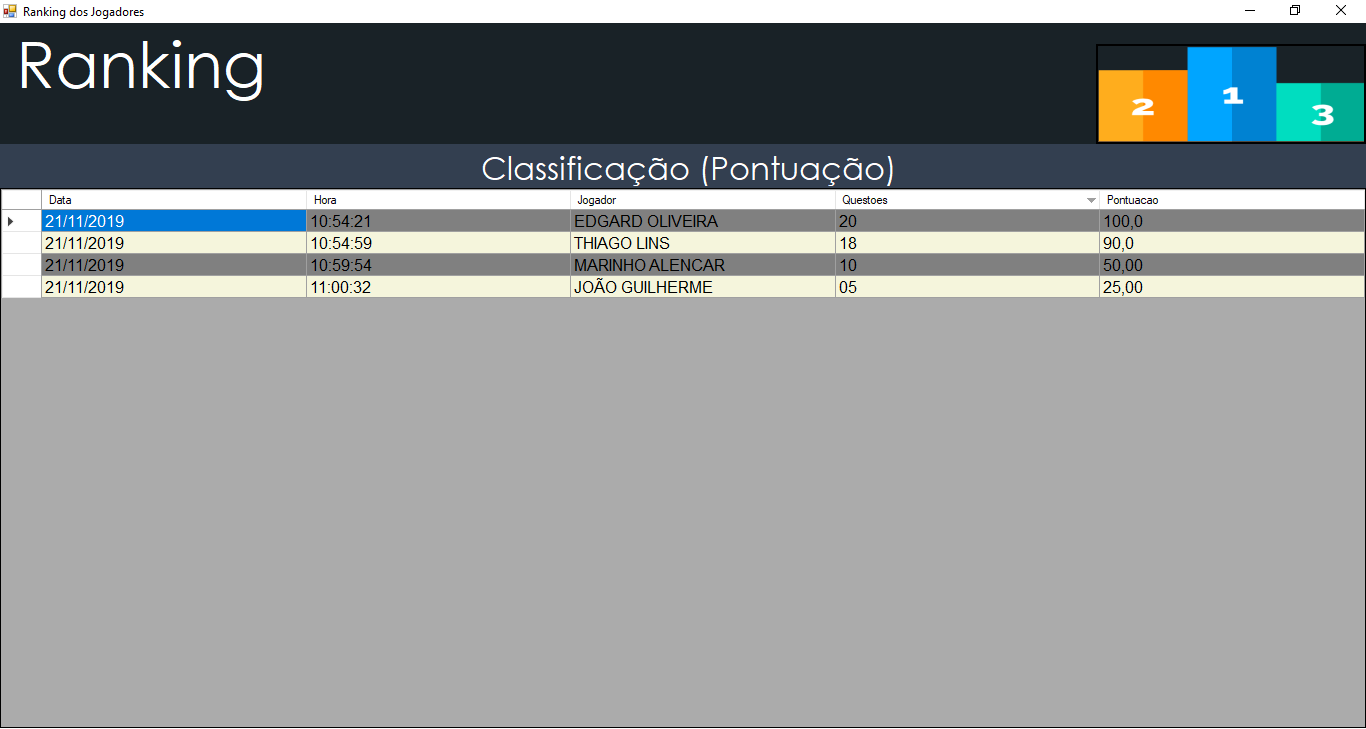 Ranking dos Jogadores
Ranking
2 1 3
Classificação (Pontuação)
Data Hora Jogador Questoes Pontuacao
21/11/2019 10:54:21 EDGARD OLIVEIRA 20 100,0
21/11/2019 10:54:59 THIAGO LINS 18 90,0
21/11/2019 10:59:54 MARINHO ALENCAR 10 50,00
21/11/2019 11:00:32 JOÃO GUILHERME 05 25,00